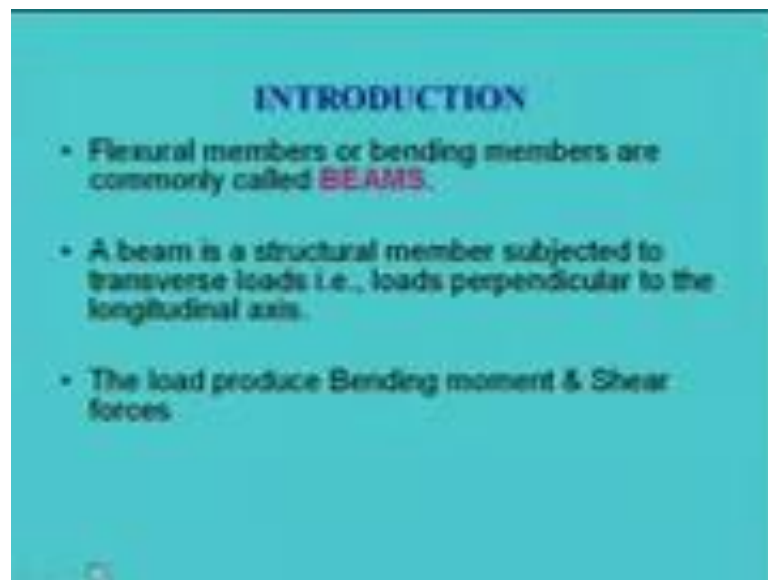 INTRODUCTION
• Flexural members or bending members are
commonly called BEAMS.
• A beam is a structural member subjected to
transverse loads i.e., loads perpendicular to the
longitudinal axis.
• The load produce Bending moment & Shear
forces